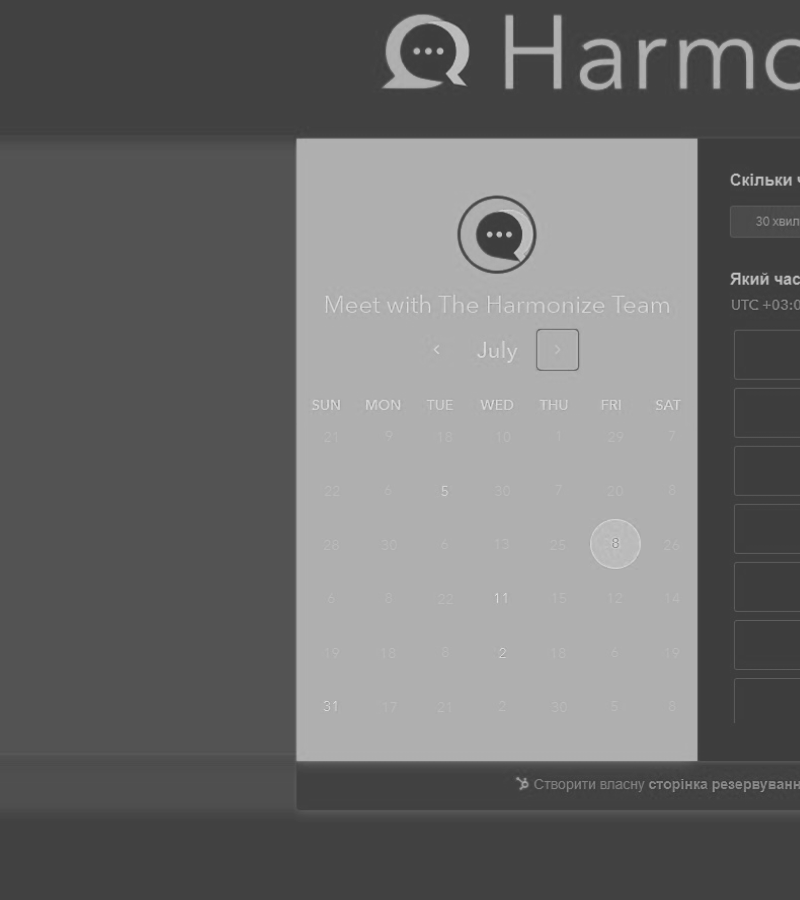 Harmo
Meet with The Harmonize Team
‹ July ›
SUN MON TUE WED THU FRI SAT
21 9 18 10 1 29 7
22 6 5 30 7 20 8
28 30 6 13 25 8 26
6 8 22 11 15 12 14
19 18 8 2 18 6 19
31 17 21 2 30 5 8
Скільки ч
30 хвил
Який час
UTC +03:0
Створити власну сторінка резервуванн